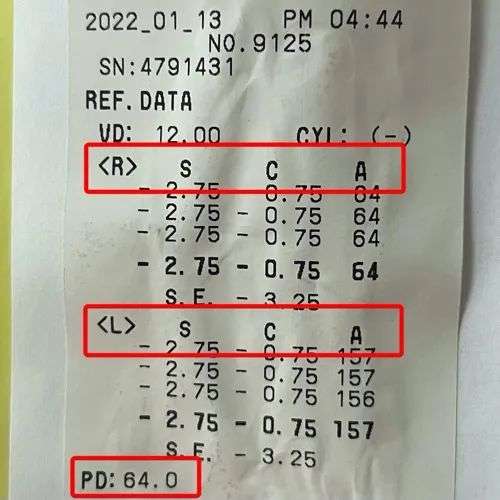 2022_01_13 PM 04:44
NO.9125
SN:4791431
REF.DATA
VD: 12.00 CYL: (-)
<R> S C A
- 2.75 - 0.75 64
- 2.75 - 0.75 64
- 2.75 - 0.75 64
- 2.75 - 0.75 64
S.E. - 3.25
<L> S C A
- 2.75 - 0.75 157
- 2.75 - 0.75 157
- 2.75 - 0.75 156
- 2.75 - 0.75 157
S.E. - 3.25
PD: 64.0